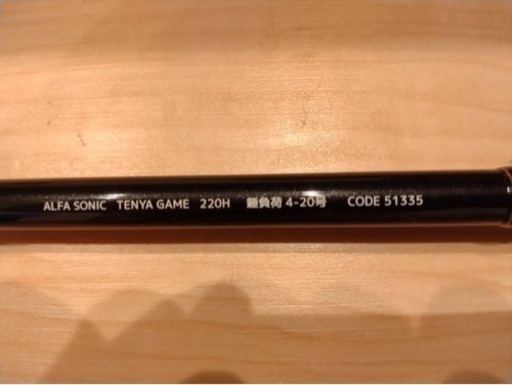 ALFA SONIC TENYA GAME 220H 錘負荷 4-20号 CODE 51335